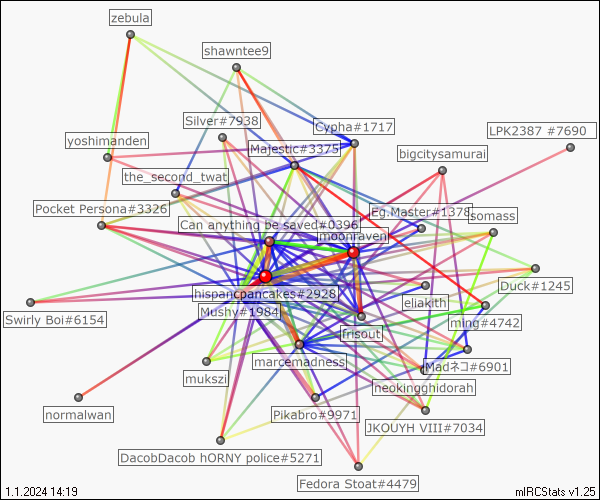 zebula
shawntee9
Silver#7938
Cypha#1717
LPK2387 #7690
yoshimanden
Majestic#3375
bigcitysamurai
the_second_twat
Pocket Persona#3326
Can anything be saved#0396
Eg.Master#1378
somass
moonraven
Duck#1245
hispanicpancakes#2928
eliakith
Swirly Boi#6154
Mushy#1984
ming#4742
frisout
marcemadness
Madネコ#6901
mukszi
neokingghidorah
normalwan
Pikabro#9971
JKOUYH VIII#7034
DacobDacob hORNY police#5271
Fedora Stoat#4479
1.1.2024 14:19
mIRCStats v1.25